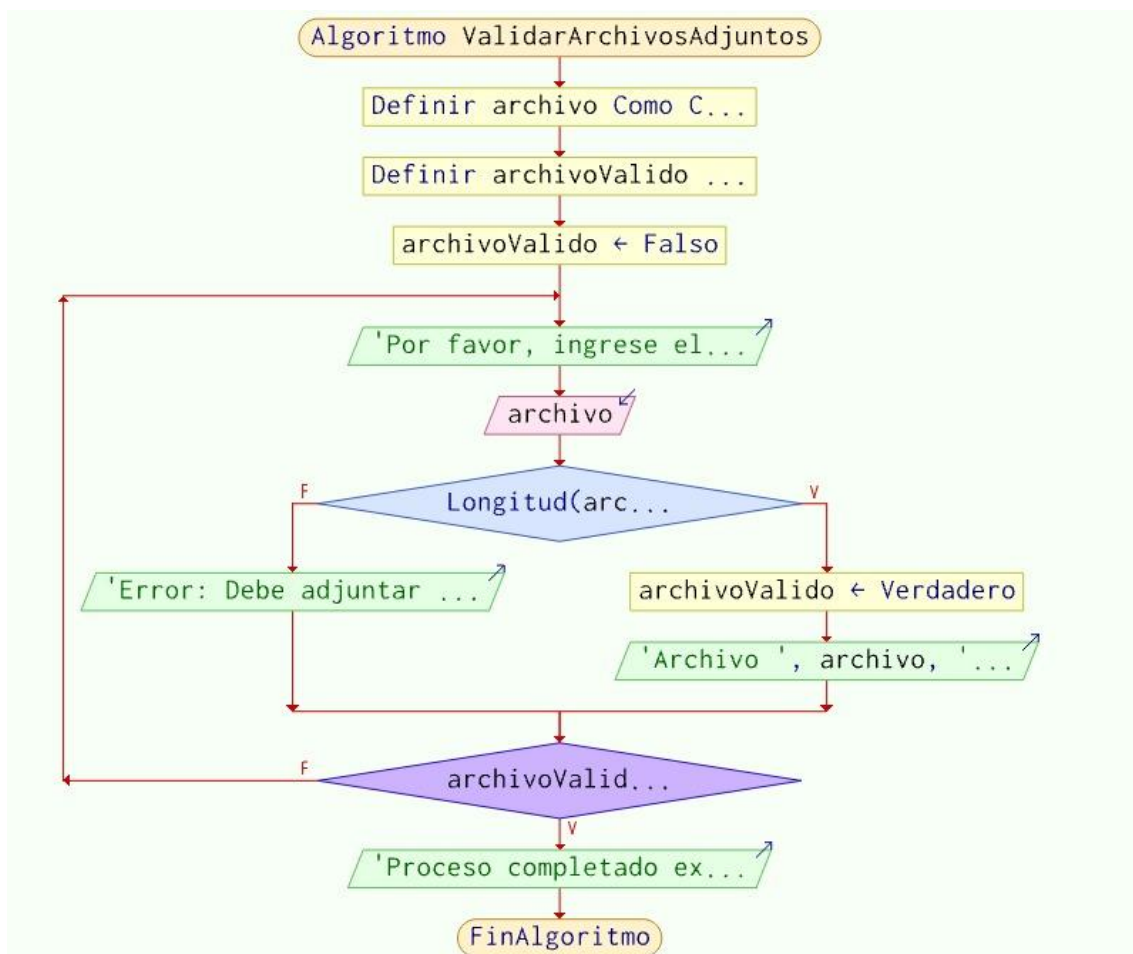 Algoritmo ValidarArchivosAdjuntos
Definir archivo Como C...
Definir archivoValido ...
archivoValido ← Falso
'Por favor, ingrese el...
archivo
F
Longitud(arc...
V
'Error: Debe adjuntar ...
archivoValido ← Verdadero
'Archivo ', archivo, '...
F
archivoValid...
V
'Proceso completado ex...
FinAlgoritmo